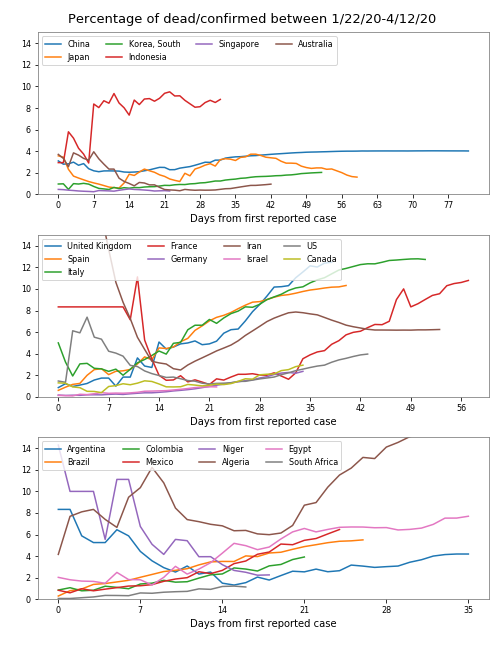 Percentage of dead/confirmed between 1/22/20-4/12/20
14
12
10
8
6
4
2
0
China
Korea, South
Singapore
Australia
Japan
Indonesia
0 7 14 21 28 35 42 49 56 63 70 77
Days from first reported case
14
12
10
8
6
4
2
0
United Kingdom
France
Iran
US
Spain
Germany
Israel
Canada
Italy
0 7 14 21 28 35 42 49 56
Days from first reported case
14
12
10
8
6
4
2
0
Argentina
Colombia
Niger
Egypt
Brazil
Mexico
Algeria
South Africa
0 7 14 21 28 35
Days from first reported case